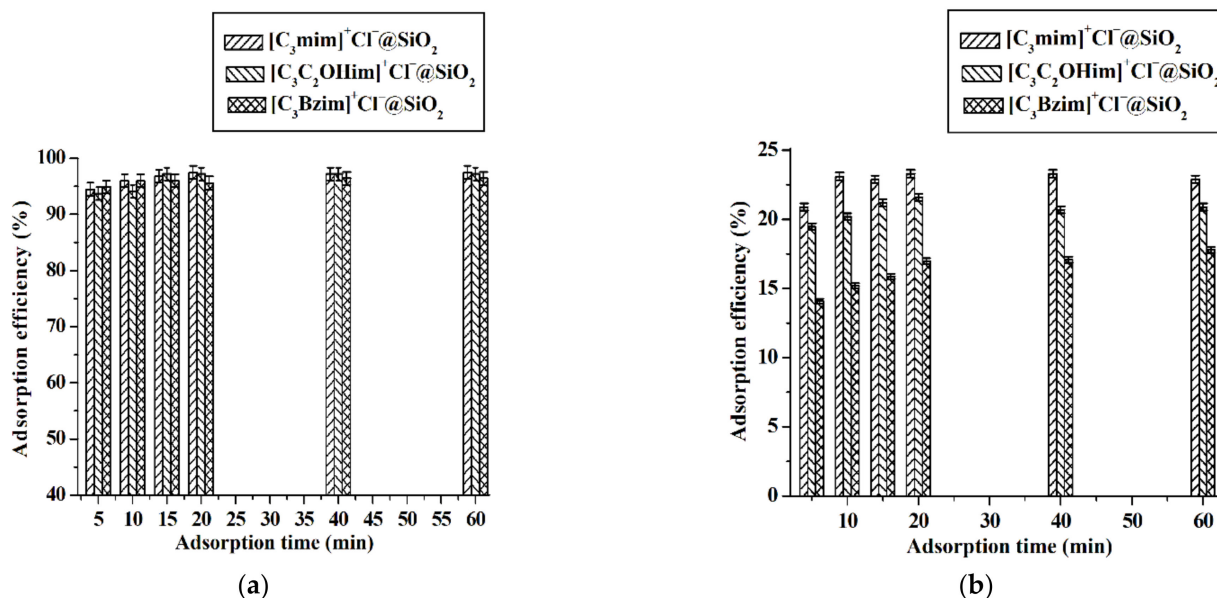 [C₃mim]⁺Cl⁻@SiO₂
[C₃C₂OHim]⁺Cl⁻@SiO₂
[C₃Bzim]⁺Cl⁻@SiO₂
100
90
80
70
60
50
40
Adsorption efficiency (%)
5 10 15 20 25 30 35 40 45 50 55 60
Adsorption time (min)
(a)
[C₃mim]⁺Cl⁻@SiO₂
[C₃C₂OHim]⁺Cl⁻@SiO₂
[C₃Bzim]⁺Cl⁻@SiO₂
25
20
15
10
5
0
Adsorption efficiency (%)
10 20 30 40 50 60
Adsorption time (min)
(b)